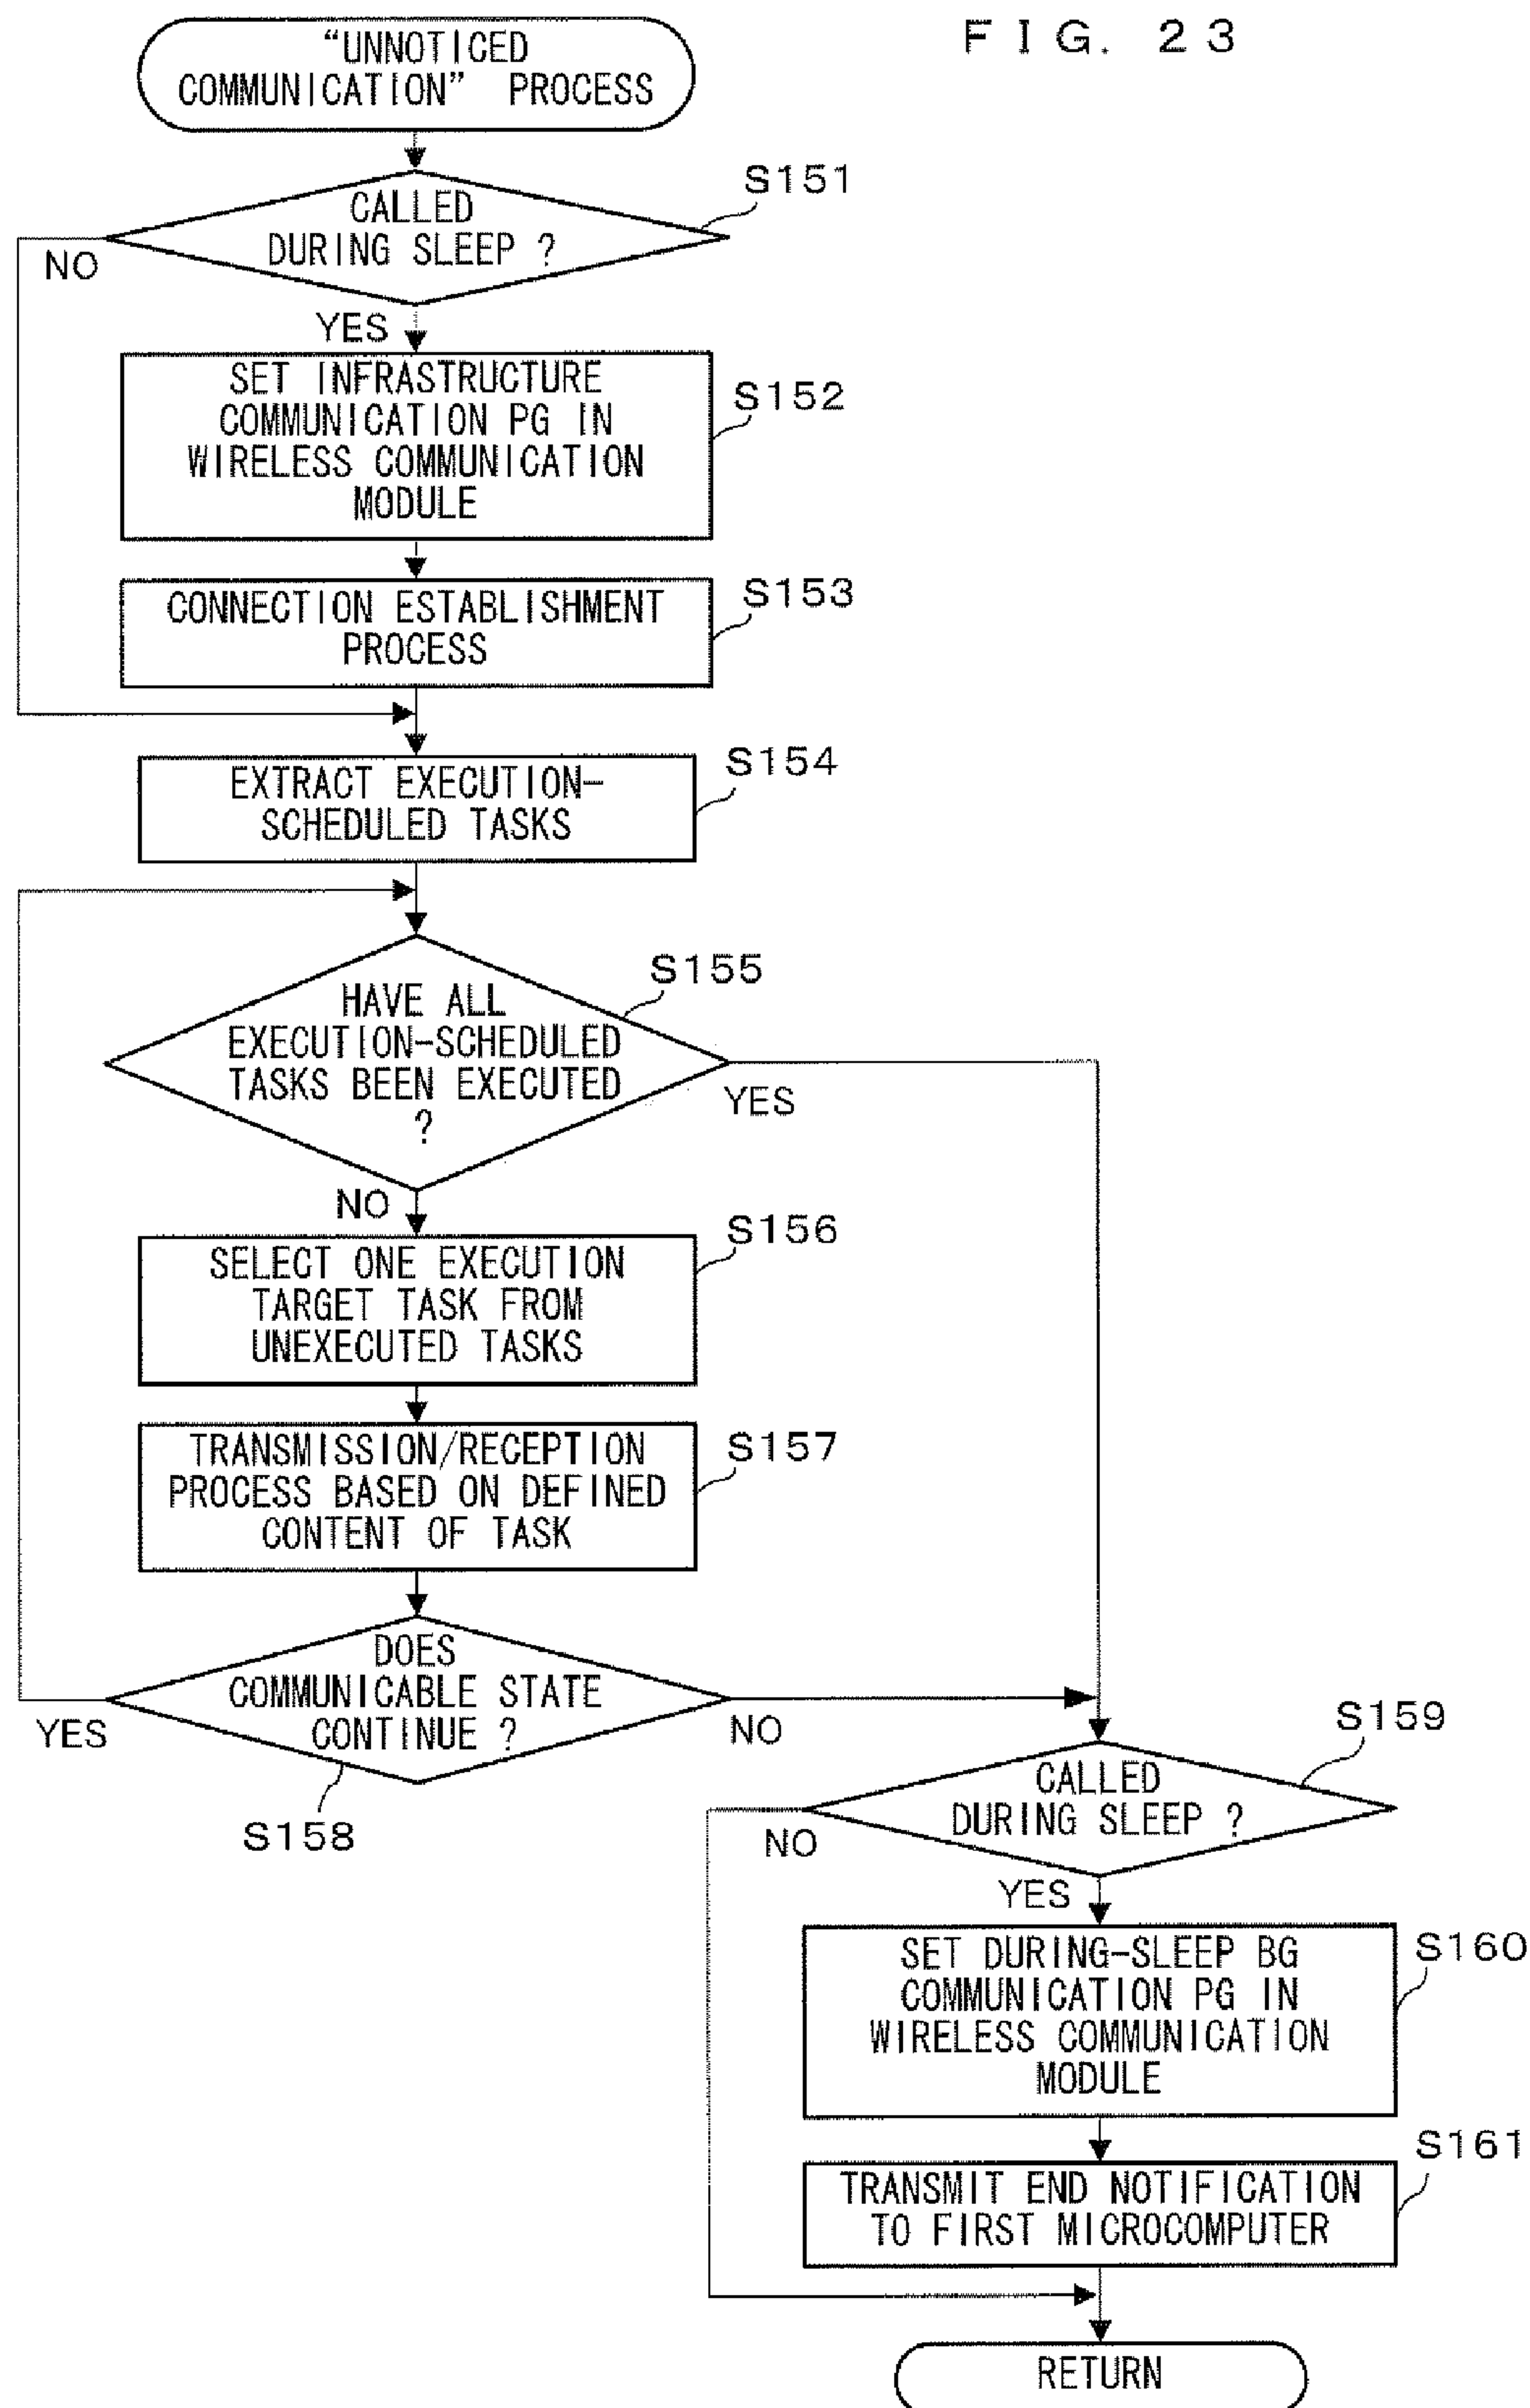 FIG. 23
“UNNOTICED
COMMUNICATION” PROCESS
S151
CALLED
DURING SLEEP ?
NO
YES
SET INFRASTRUCTURE
COMMUNICATION PG IN
WIRELESS COMMUNICATION
MODULE
S152
CONNECTION ESTABLISHMENT
PROCESS
S153
EXTRACT EXECUTION-
SCHEDULED TASKS
S154
S155
HAVE ALL
EXECUTION-SCHEDULED
TASKS BEEN EXECUTED
?
YES
NO
SELECT ONE EXECUTION
TARGET TASK FROM
UNEXECUTED TASKS
S156
TRANSMISSION/RECEPTION
PROCESS BASED ON DEFINED
CONTENT OF TASK
S157
DOES
COMMUNICABLE STATE
CONTINUE ?
YES
NO
S158
S159
CALLED
DURING SLEEP ?
NO
YES
SET DURING-SLEEP BG
COMMUNICATION PG IN
WIRELESS COMMUNICATION
MODULE
S160
TRANSMIT END NOTIFICATION
TO FIRST MICROCOMPUTER
S161
RETURN